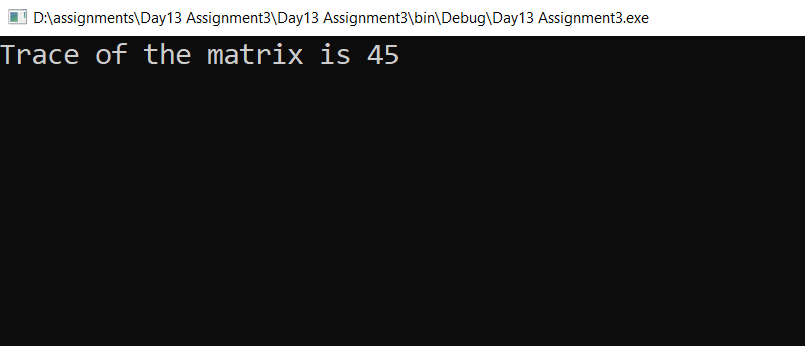 D:\assignments\Day13 Assignment3\Day13 Assignment3\bin\Debug\Day13 Assignment3.exe
Trace of the matrix is 45